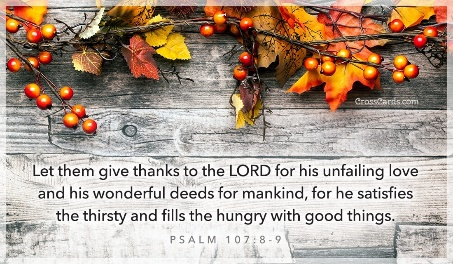 CrossCards.com
Let them give thanks to the LORD for his unfailing love
and his wonderful deeds for mankind, for he satisfies
the thirsty and fills the hungry with good things.
PSALM 107:8-9